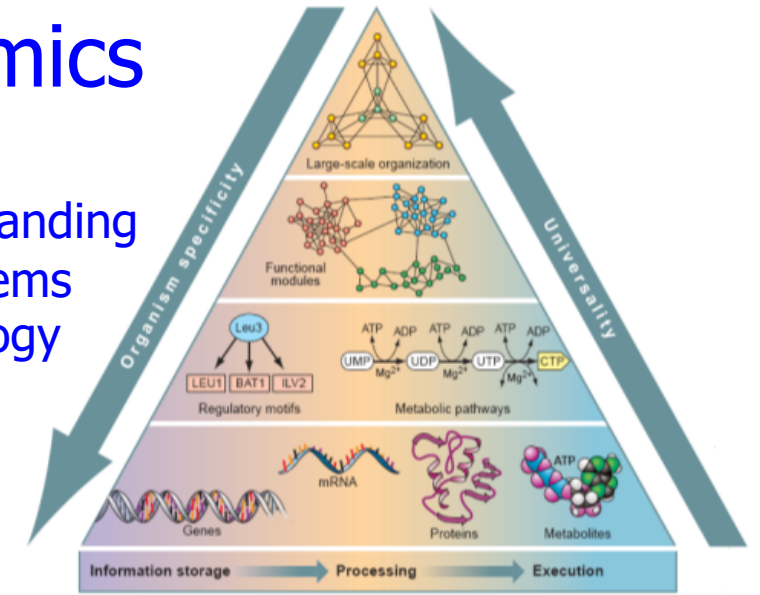 mics
anding
ems
ogy
Organism specificity
Universality
Large-scale organization
Functional
modules
Leu3
LEU1 BAT1 ILV2
Regulatory motifs
ATP ADP ATP ADP ATP ADP
UMP UDP UTP CTP
Mg2+ Mg2+ Mg2+
Metabolic pathways
mRNA
Genes
Proteins
ATP
Metabolites
Information storage Processing Execution